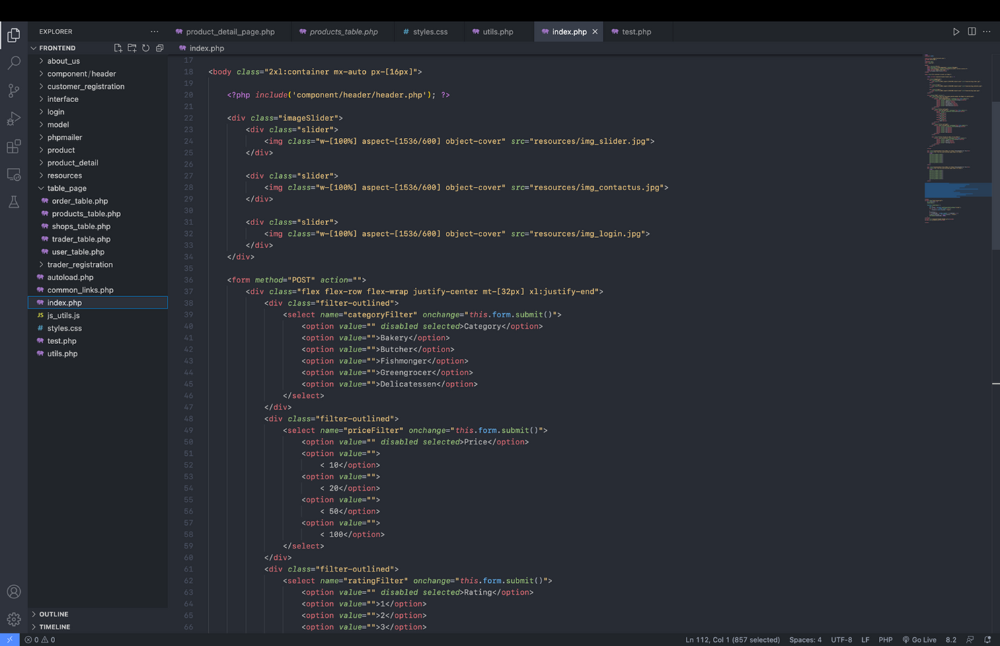 EXPLORER
product_detail_page.php
products_table.php
# styles.css
utils.php
index.php
test.php
FRONTEND
index.php
about_us
component/header
customer_registration
interface
login
model
phpmailer
product
product_detail
resources
table_page
order_table.php
products_table.php
shops_table.php
trader_table.php
user_table.php
trader_registration
autoload.php
common_links.php
index.php
JS js_utils.js
# styles.css
test.php
utils.php
OUTLINE
TIMELINE
17
18 <body class="2xl:container mx-auto px-[16px]">
19
20 <?php include('component/header/header.php'); ?>
21
22 <div class="imageSlider">
23 <div class="slider">
24 <img class="w-[100%] aspect-[1536/600] object-cover" src="resources/img_slider.jpg">
25 </div>
26
27 <div class="slider">
28 <img class="w-[100%] aspect-[1536/600] object-cover" src="resources/img_contactus.jpg">
29 </div>
30
31 <div class="slider">
32 <img class="w-[100%] aspect-[1536/600] object-cover" src="resources/img_login.jpg">
33 </div>
34 </div>
35
36 <form method="POST" action="">
37 <div class="flex flex-row flex-wrap justify-center mt-[32px] xl:justify-end">
38 <div class="filter-outlined">
39 <select name="categoryFilter" onchange="this.form.submit()">
40 <option value="" disabled selected>Category</option>
41 <option value="">Bakery</option>
42 <option value="">Butcher</option>
43 <option value="">Fishmonger</option>
44 <option value="">Greengrocer</option>
45 <option value="">Delicatessen</option>
46 </select>
47 </div>
48 <div class="filter-outlined">
49 <select name="priceFilter" onchange="this.form.submit()">
50 <option value="" disabled selected>Price</option>
51 <option value="">
52 < 10</option>
53 <option value="">
54 < 20</option>
55 <option value="">
56 < 50</option>
57 <option value="">
58 < 100</option>
59 </select>
60 </div>
61 <div class="filter-outlined">
62 <select name="ratingFilter" onchange="this.form.submit()">
63 <option value="" disabled selected>Rating</option>
64 <option value="">1</option>
65 <option value="">2</option>
66 <option value="">3</option>
0 0 Ln 112, Col 1 (857 selected) Spaces: 4 UTF-8 LF PHP Go Live 8.2